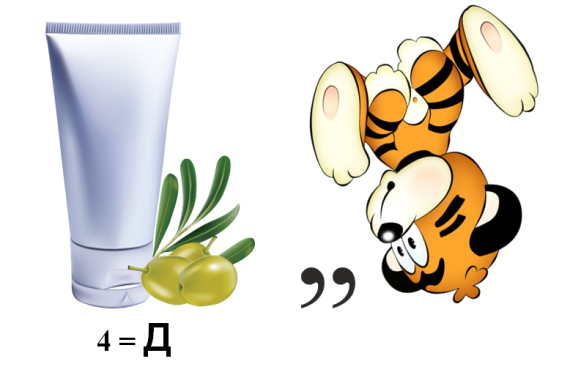 ,,
4 = Д